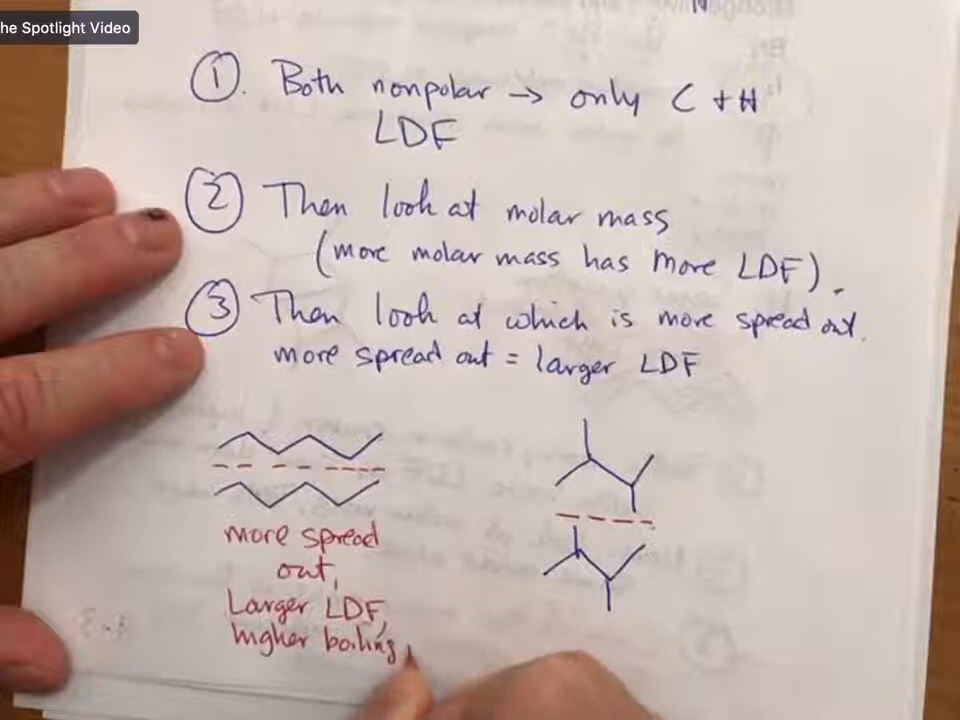 he Spotlight Video
①. Both nonpolar → only C + H
LDF
② Then look at molar mass
(more molar mass has more LDF).
③ Then look at which is more spread out.
more spread out = larger LDF
more spread
out,
Larger LDF,
higher boiling